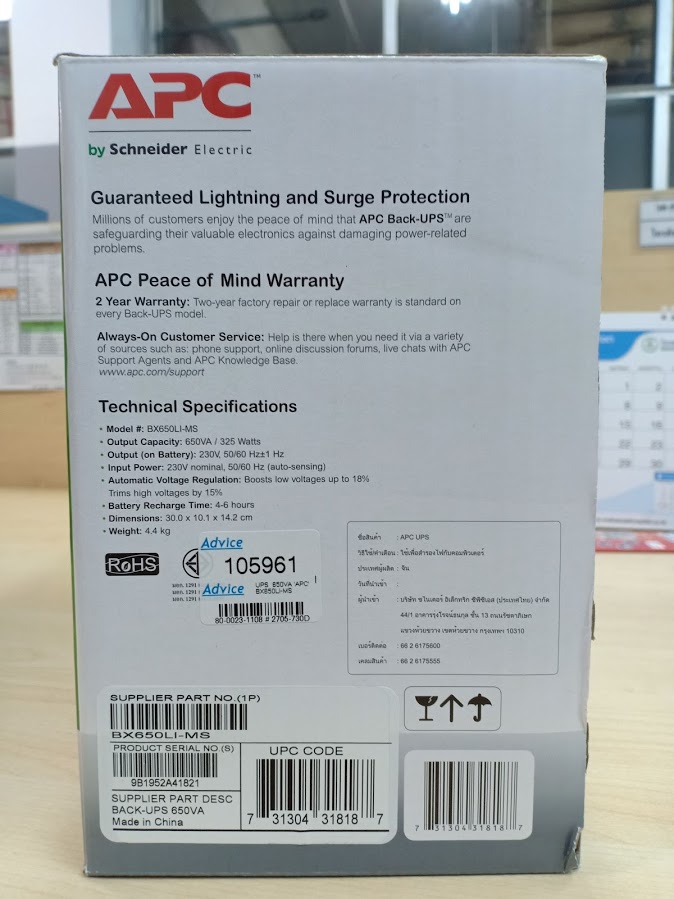 APC™
by Schneider Electric
Guaranteed Lightning and Surge Protection
Millions of customers enjoy the peace of mind that APC Back-UPS™ are
safeguarding their valuable electronics against damaging power-related
problems.
APC Peace of Mind Warranty
2 Year Warranty: Two-year factory repair or replace warranty is standard on
every Back-UPS model.
Always-On Customer Service: Help is there when you need it via a variety
of sources such as: phone support, online discussion forums, live chats with APC
Support Agents and APC Knowledge Base.
www.apc.com/support
Technical Specifications
• Model #: BX650LI-MS
• Output Capacity: 650VA / 325 Watts
• Output (on Battery): 230V, 50/60 Hz±1 Hz
• Input Power: 230V nominal, 50/60 Hz (auto-sensing)
• Automatic Voltage Regulation: Boosts low voltages up to 18%
Trims high voltages by 15%
• Battery Recharge Time: 4-6 hours
• Dimensions: 30.0 x 10.1 x 14.2 cm
• Weight: 4.4 kg
RoHS
มอก. 1291
Advice
105961
Advice
UPS 650VA 'APC'
BX650LI-MS
80-0023-1108 # 2705-730D
ชื่อสินค้า : APC UPS
วิธีใช้/คำเตือน : ใช้เพื่อสำรองไฟกับคอมพิวเตอร์
ประเทศผู้ผลิต : จีน
วันที่นำเข้า :
ผู้นำเข้า : บริษัท ชไนเดอร์ อิเล็กทริก ซีพีซีเอส (ประเทศไทย) จำกัด
44/1 อาคารรุ่งโรจน์ธนกุล ชั้น 13 ถนนรัชดาภิเษก
แขวงห้วยขวาง เขตห้วยขวาง กรุงเทพฯ 10310
เบอร์ติดต่อ : 66 2 6175600
เคลมสินค้า : 66 2 6175555
SUPPLIER PART NO.(1P)
BX650LI-MS
PRODUCT SERIAL NO.(S)
9B1952A41821
SUPPLIER PART DESC
BACK-UPS 650VA
Made in China
UPC CODE
7 31304 31818 7
7 31304 31818 7